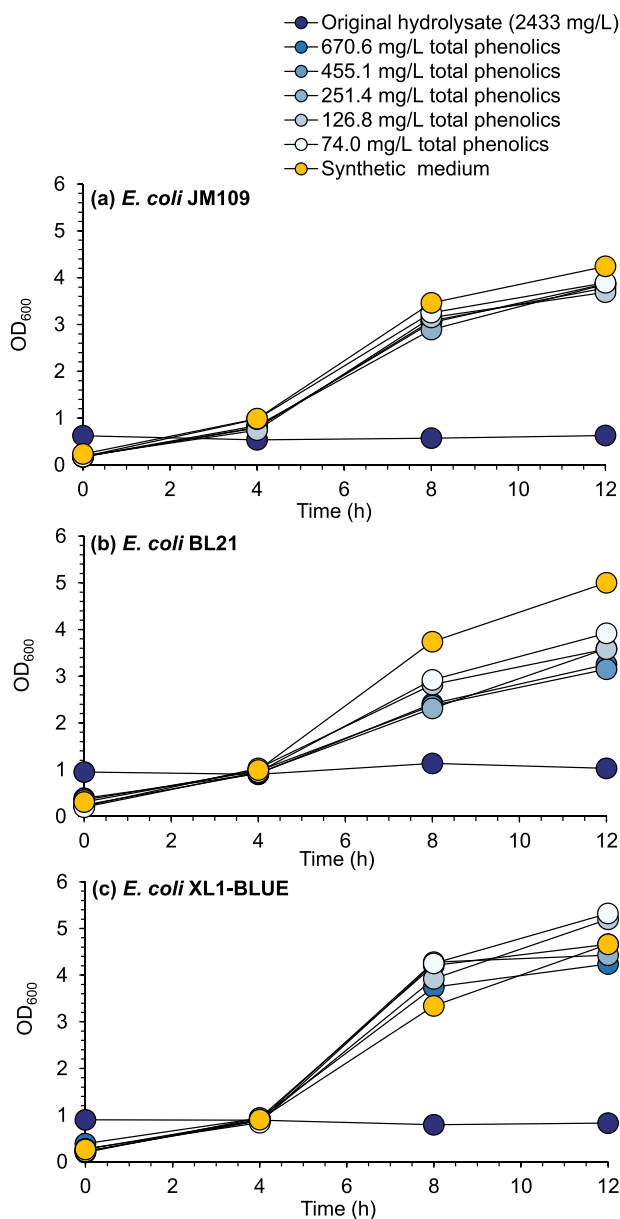 Original hydrolysate (2433 mg/L)
670.6 mg/L total phenolics
455.1 mg/L total phenolics
251.4 mg/L total phenolics
126.8 mg/L total phenolics
74.0 mg/L total phenolics
Synthetic medium
(a) E. coli JM109
OD600
6
5
4
3
2
1
0
0 2 4 6 8 10 12
Time (h)
(b) E. coli BL21
OD600
6
5
4
3
2
1
0
0 2 4 6 8 10 12
Time (h)
(c) E. coli XL1-BLUE
OD600
6
5
4
3
2
1
0
0 2 4 6 8 10 12
Time (h)